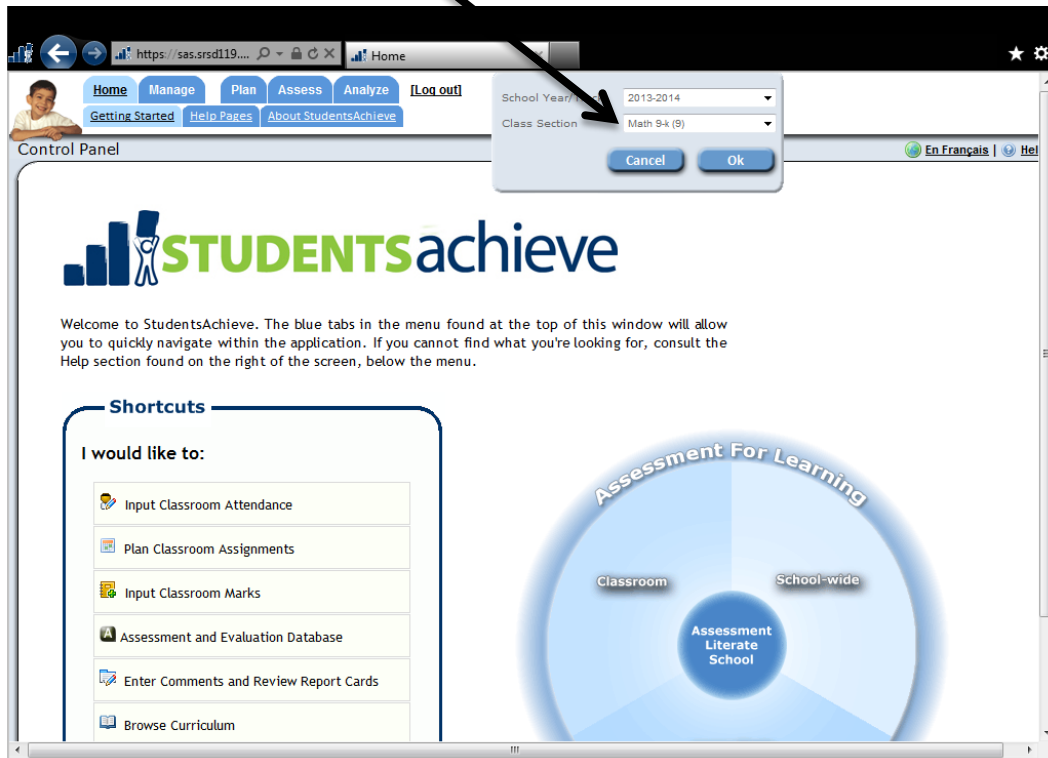 https://sas.srsd119....
Home
Home Manage Plan Assess Analyze [Log out]
Getting Started Help Pages About StudentsAchieve
School Year/
2013-2014
Class Section
Math 9-k (9)
Cancel Ok
Control Panel
En Français | Hel
STUDENTSachieve
Welcome to StudentsAchieve. The blue tabs in the menu found at the top of this window will allow
you to quickly navigate within the application. If you cannot find what you're looking for, consult the
Help section found on the right of the screen, below the menu.
Shortcuts
I would like to:
Input Classroom Attendance
Plan Classroom Assignments
Input Classroom Marks
A Assessment and Evaluation Database
Enter Comments and Review Report Cards
Browse Curriculum
Assessment For Learning
Classroom
School-wide
Assessment
Literate
School